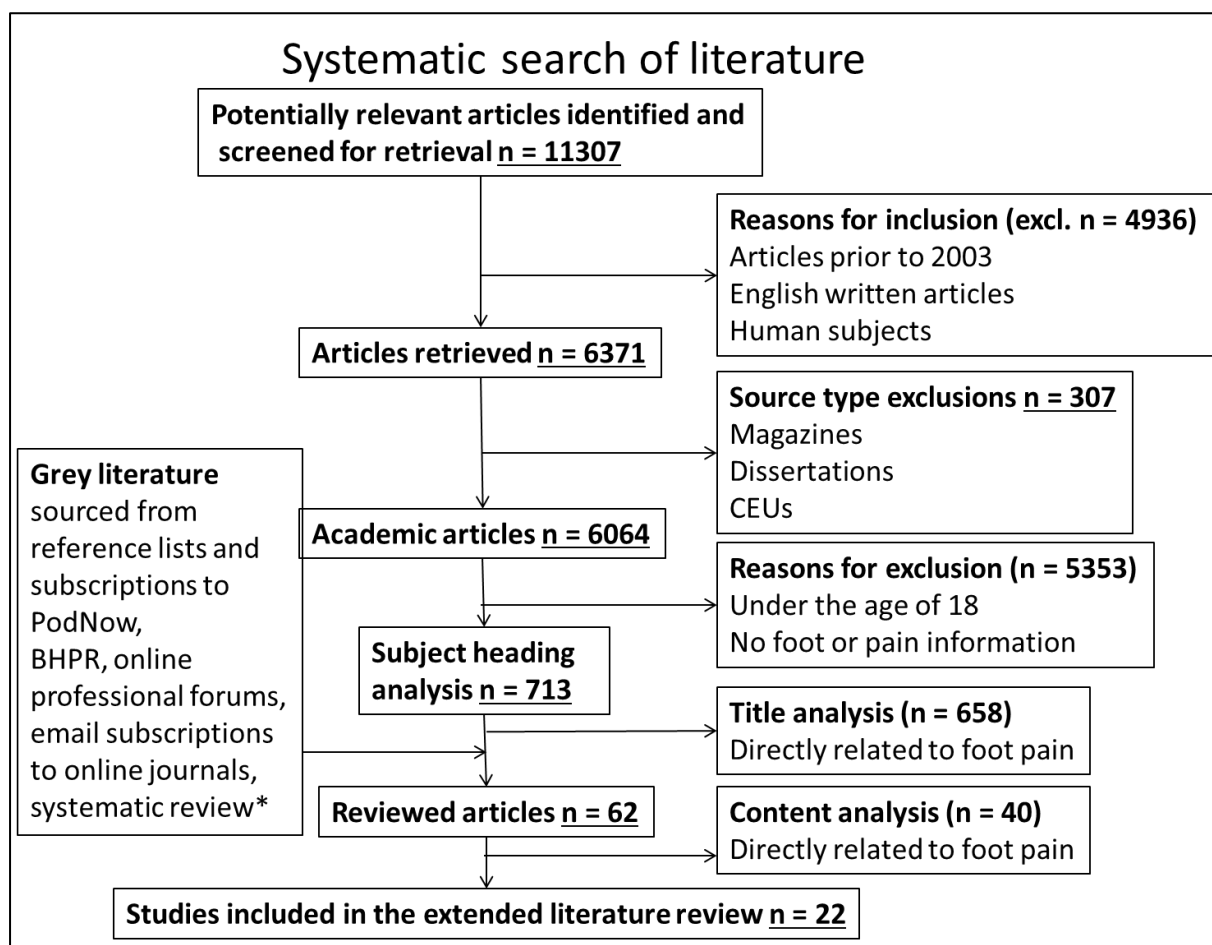 Systematic search of literature
Potentially relevant articles identified and
screened for retrieval n = 11307
Reasons for inclusion (excl. n = 4936)
Articles prior to 2003
English written articles
Human subjects
Articles retrieved n = 6371
Source type exclusions n = 307
Magazines
Dissertations
CEUs
Grey literature
sourced from
reference lists and
subscriptions to
PodNow,
BHPR, online
professional forums,
email subscriptions
to online journals,
systematic review*
Academic articles n = 6064
Reasons for exclusion (n = 5353)
Under the age of 18
No foot or pain information
Subject heading
analysis n = 713
Title analysis (n = 658)
Directly related to foot pain
Reviewed articles n = 62
Content analysis (n = 40)
Directly related to foot pain
Studies included in the extended literature review n = 22